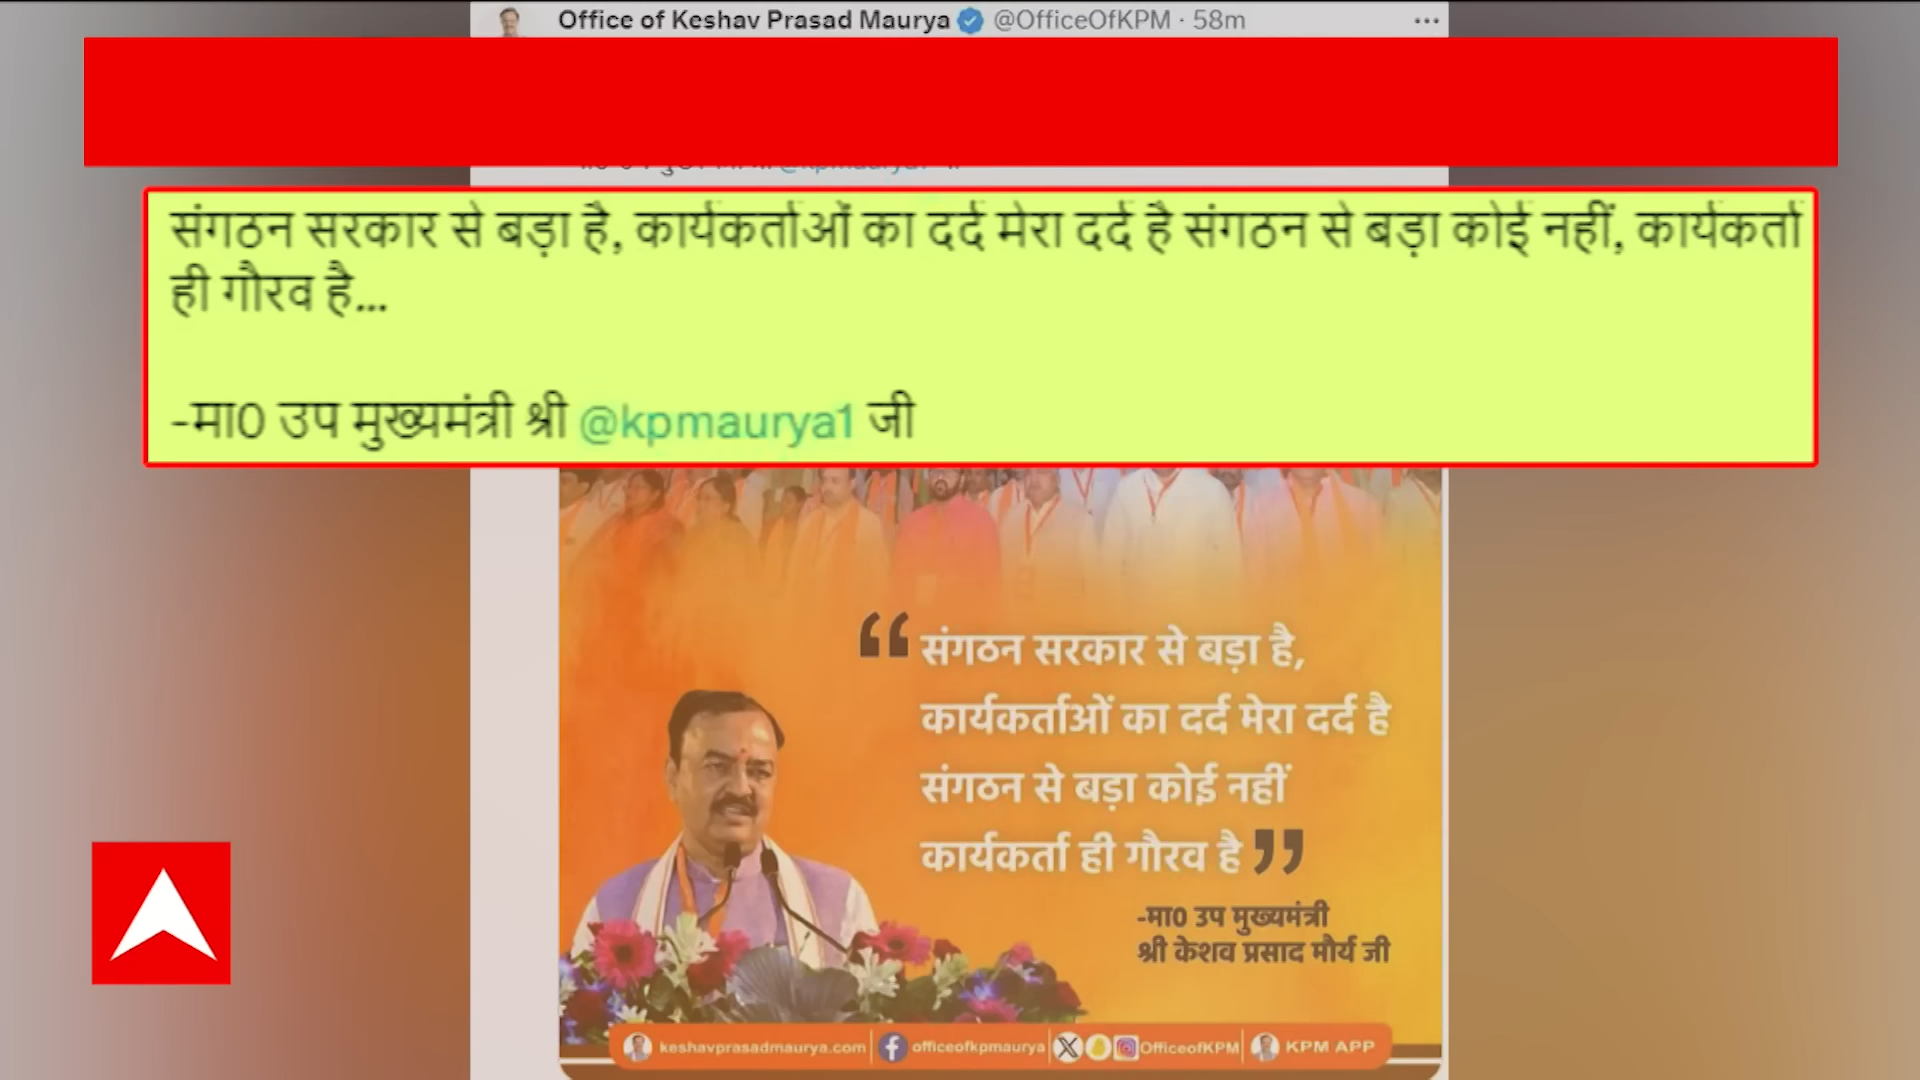 Office of Keshav Prasad Maurya @OfficeOfKPM · 58m
संगठन सरकार से बड़ा है, कार्यकर्ताओं का दर्द मेरा दर्द है संगठन से बड़ा कोई नहीं, कार्यकर्ता
ही गौरव है...
-मा0 उप मुख्यमंत्री श्री @kpmaurya1 जी
“संगठन सरकार से बड़ा है,
कार्यकर्ताओं का दर्द मेरा दर्द है
संगठन से बड़ा कोई नहीं
कार्यकर्ता ही गौरव है”
-मा0 उप मुख्यमंत्री
श्री केशव प्रसाद मौर्य जी
keshavprasadmaurya.com officeofkpmaurya OfficeofKPM KPM APP